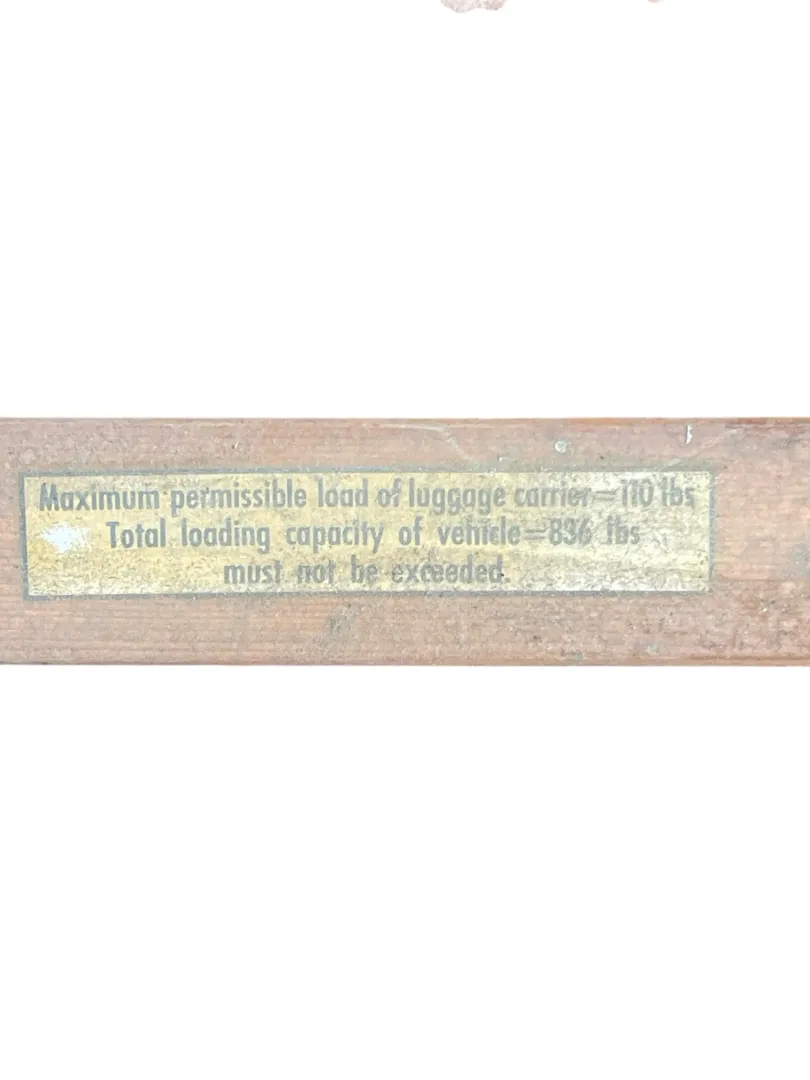 Maximum permissible load of luggage carrier=110 lbs
Total loading capacity of vehicle=836 lbs
must not be exceeded.